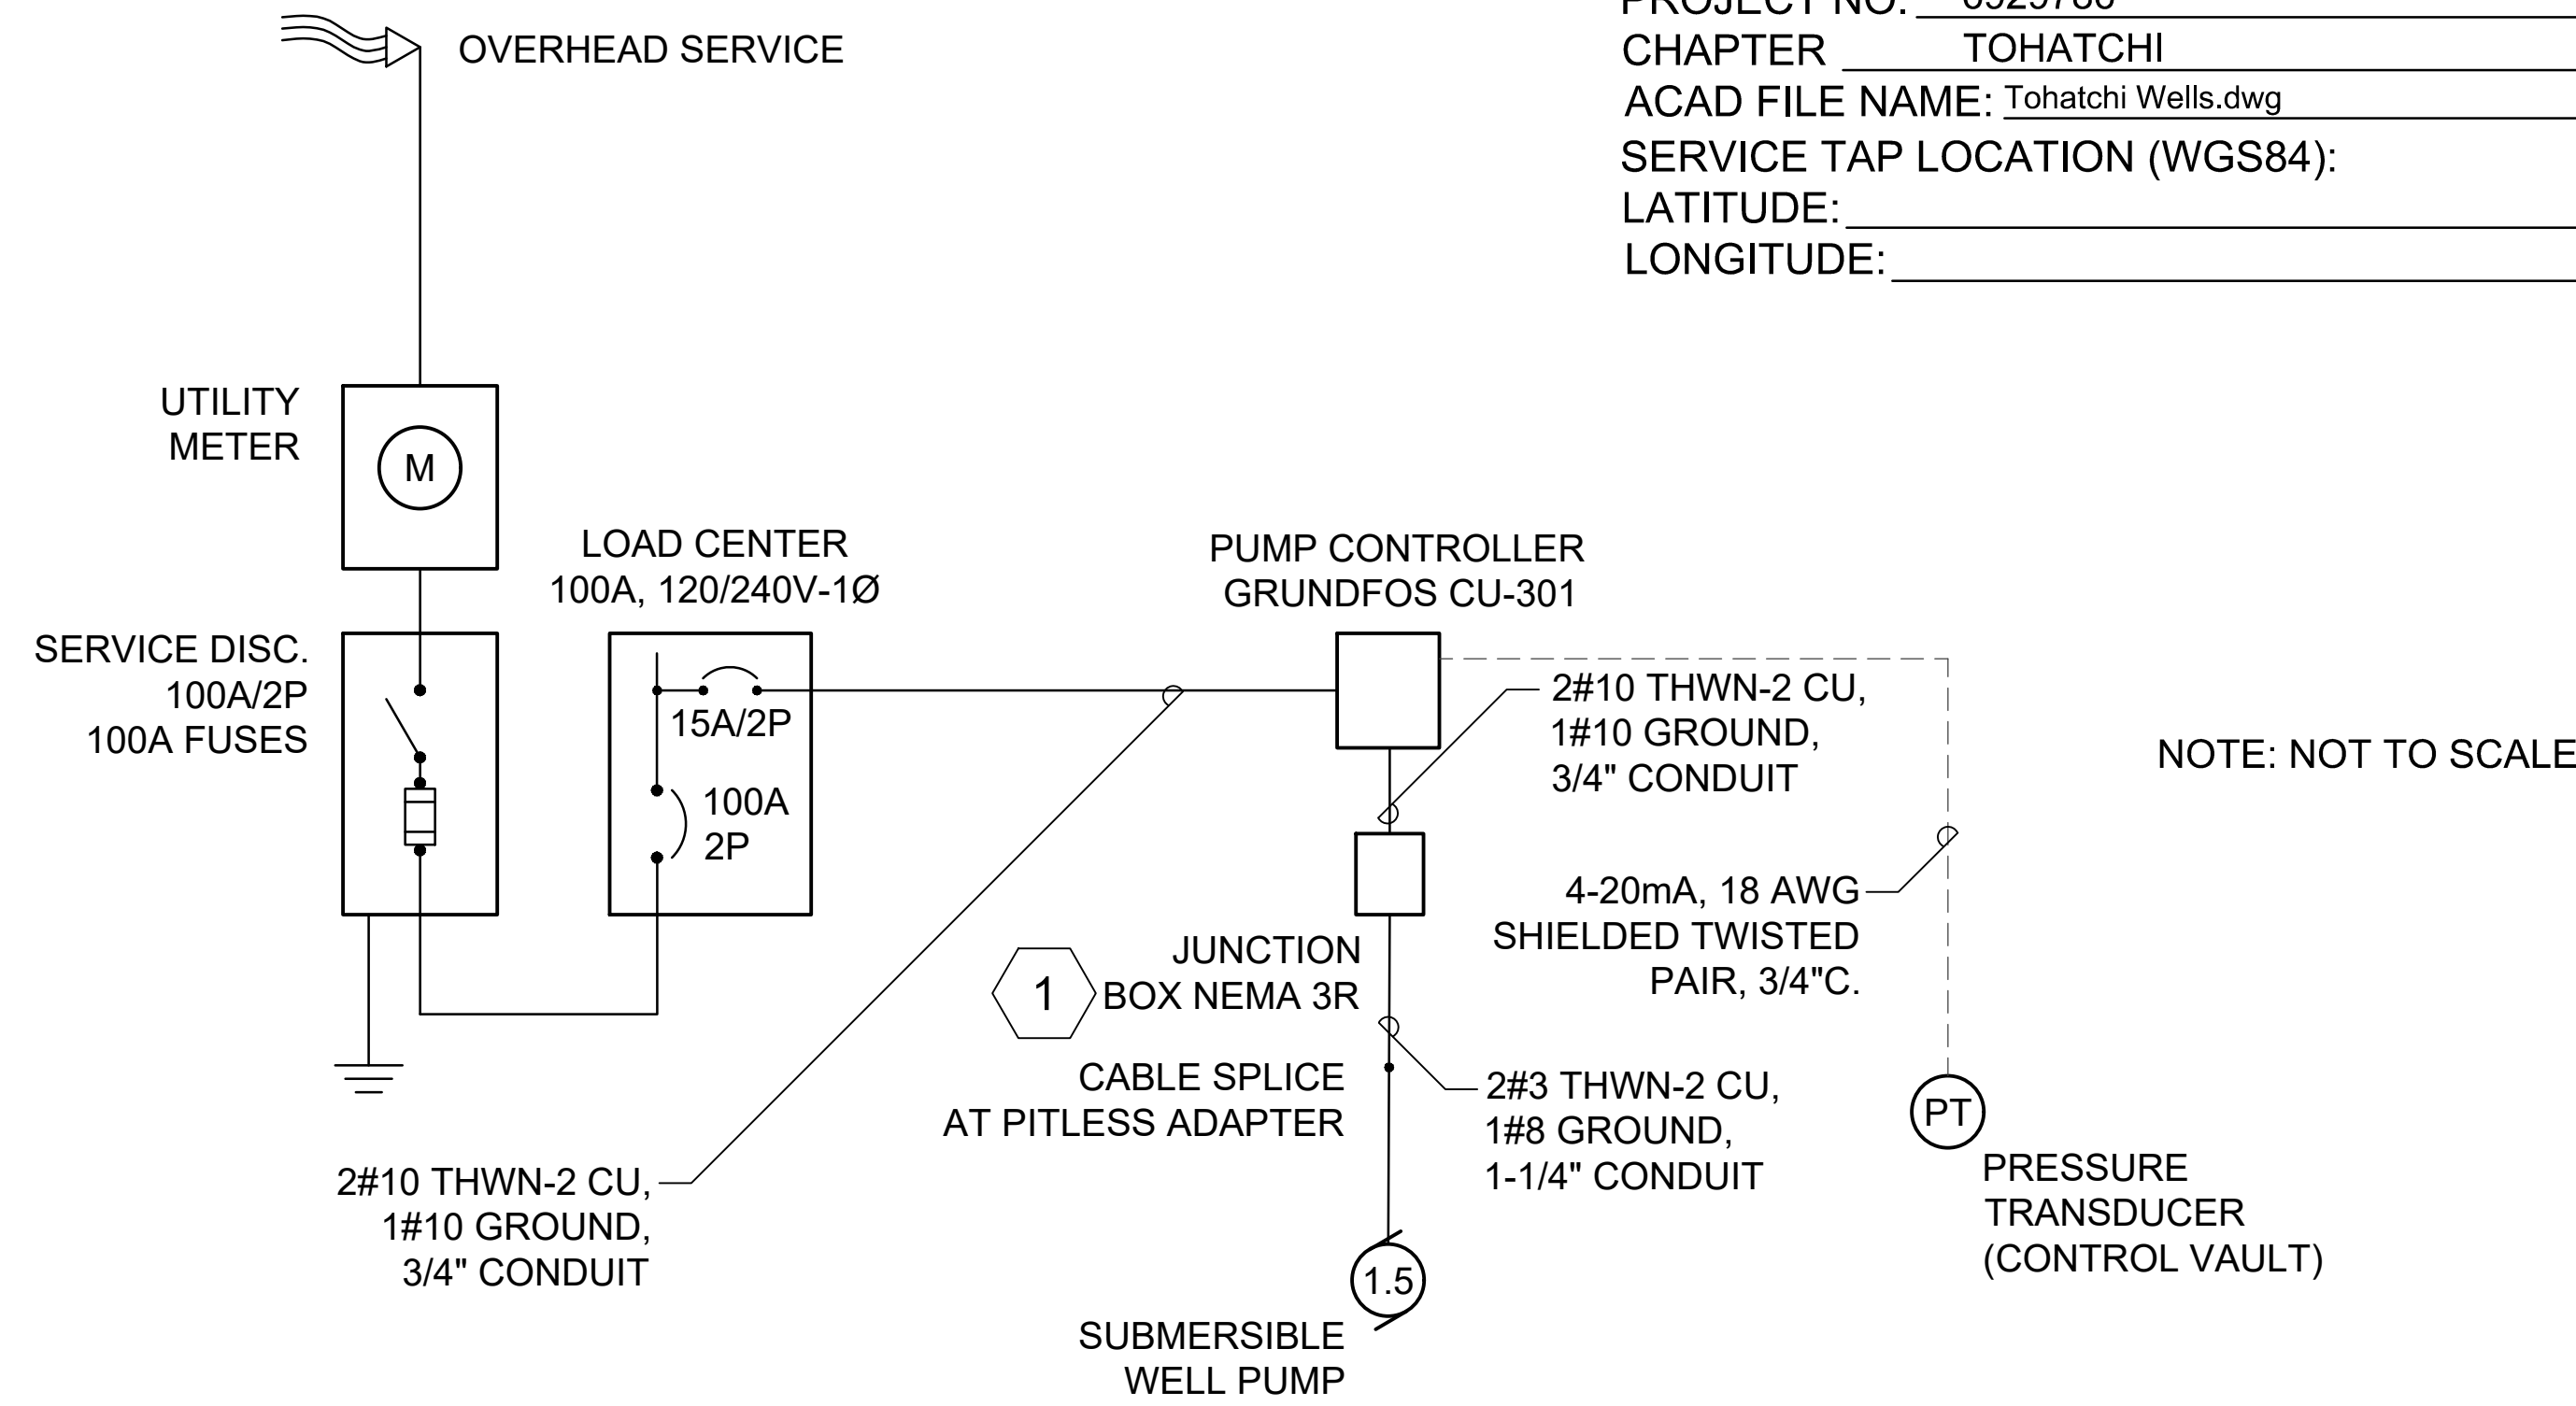 PROJECT NO. 6929786
CHAPTER TOHATCHI
ACAD FILE NAME: Tohatchi Wells.dwg
SERVICE TAP LOCATION (WGS84):
LATITUDE:
LONGITUDE:
OVERHEAD SERVICE
UTILITY
METER
M
LOAD CENTER
100A, 120/240V-1Ø
SERVICE DISC.
100A/2P
100A FUSES
15A/2P
100A
2P
PUMP CONTROLLER
GRUNDFOS CU-301
2#10 THWN-2 CU,
1#10 GROUND,
3/4" CONDUIT
NOTE: NOT TO SCALE
4-20mA, 18 AWG
SHIELDED TWISTED
PAIR, 3/4"C.
1
JUNCTION
BOX NEMA 3R
CABLE SPLICE
AT PITLESS ADAPTER
2#3 THWN-2 CU,
1#8 GROUND,
1-1/4" CONDUIT
PT
PRESSURE
TRANSDUCER
(CONTROL VAULT)
2#10 THWN-2 CU,
1#10 GROUND,
3/4" CONDUIT
1.5
SUBMERSIBLE
WELL PUMP